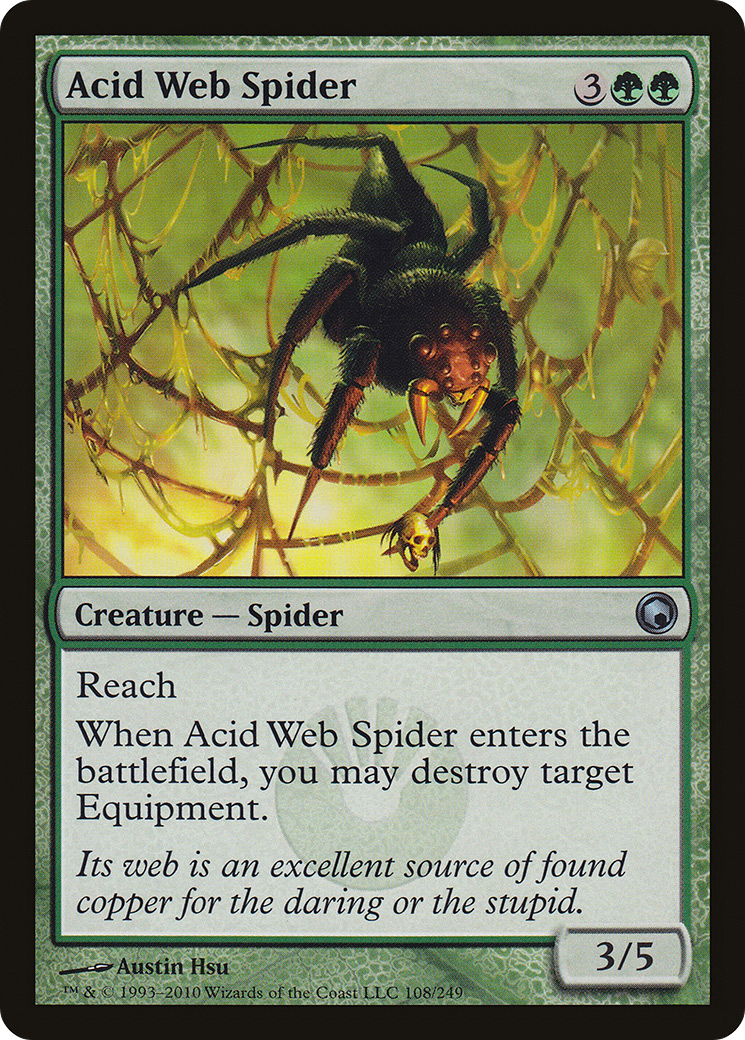 Acid Web Spider 3
Creature — Spider
Reach
When Acid Web Spider enters the
battlefield, you may destroy target
Equipment.
Its web is an excellent source of found
copper for the daring or the stupid.
3/5
Austin Hsu
™ & © 1993–2010 Wizards of the Coast LLC 108/249